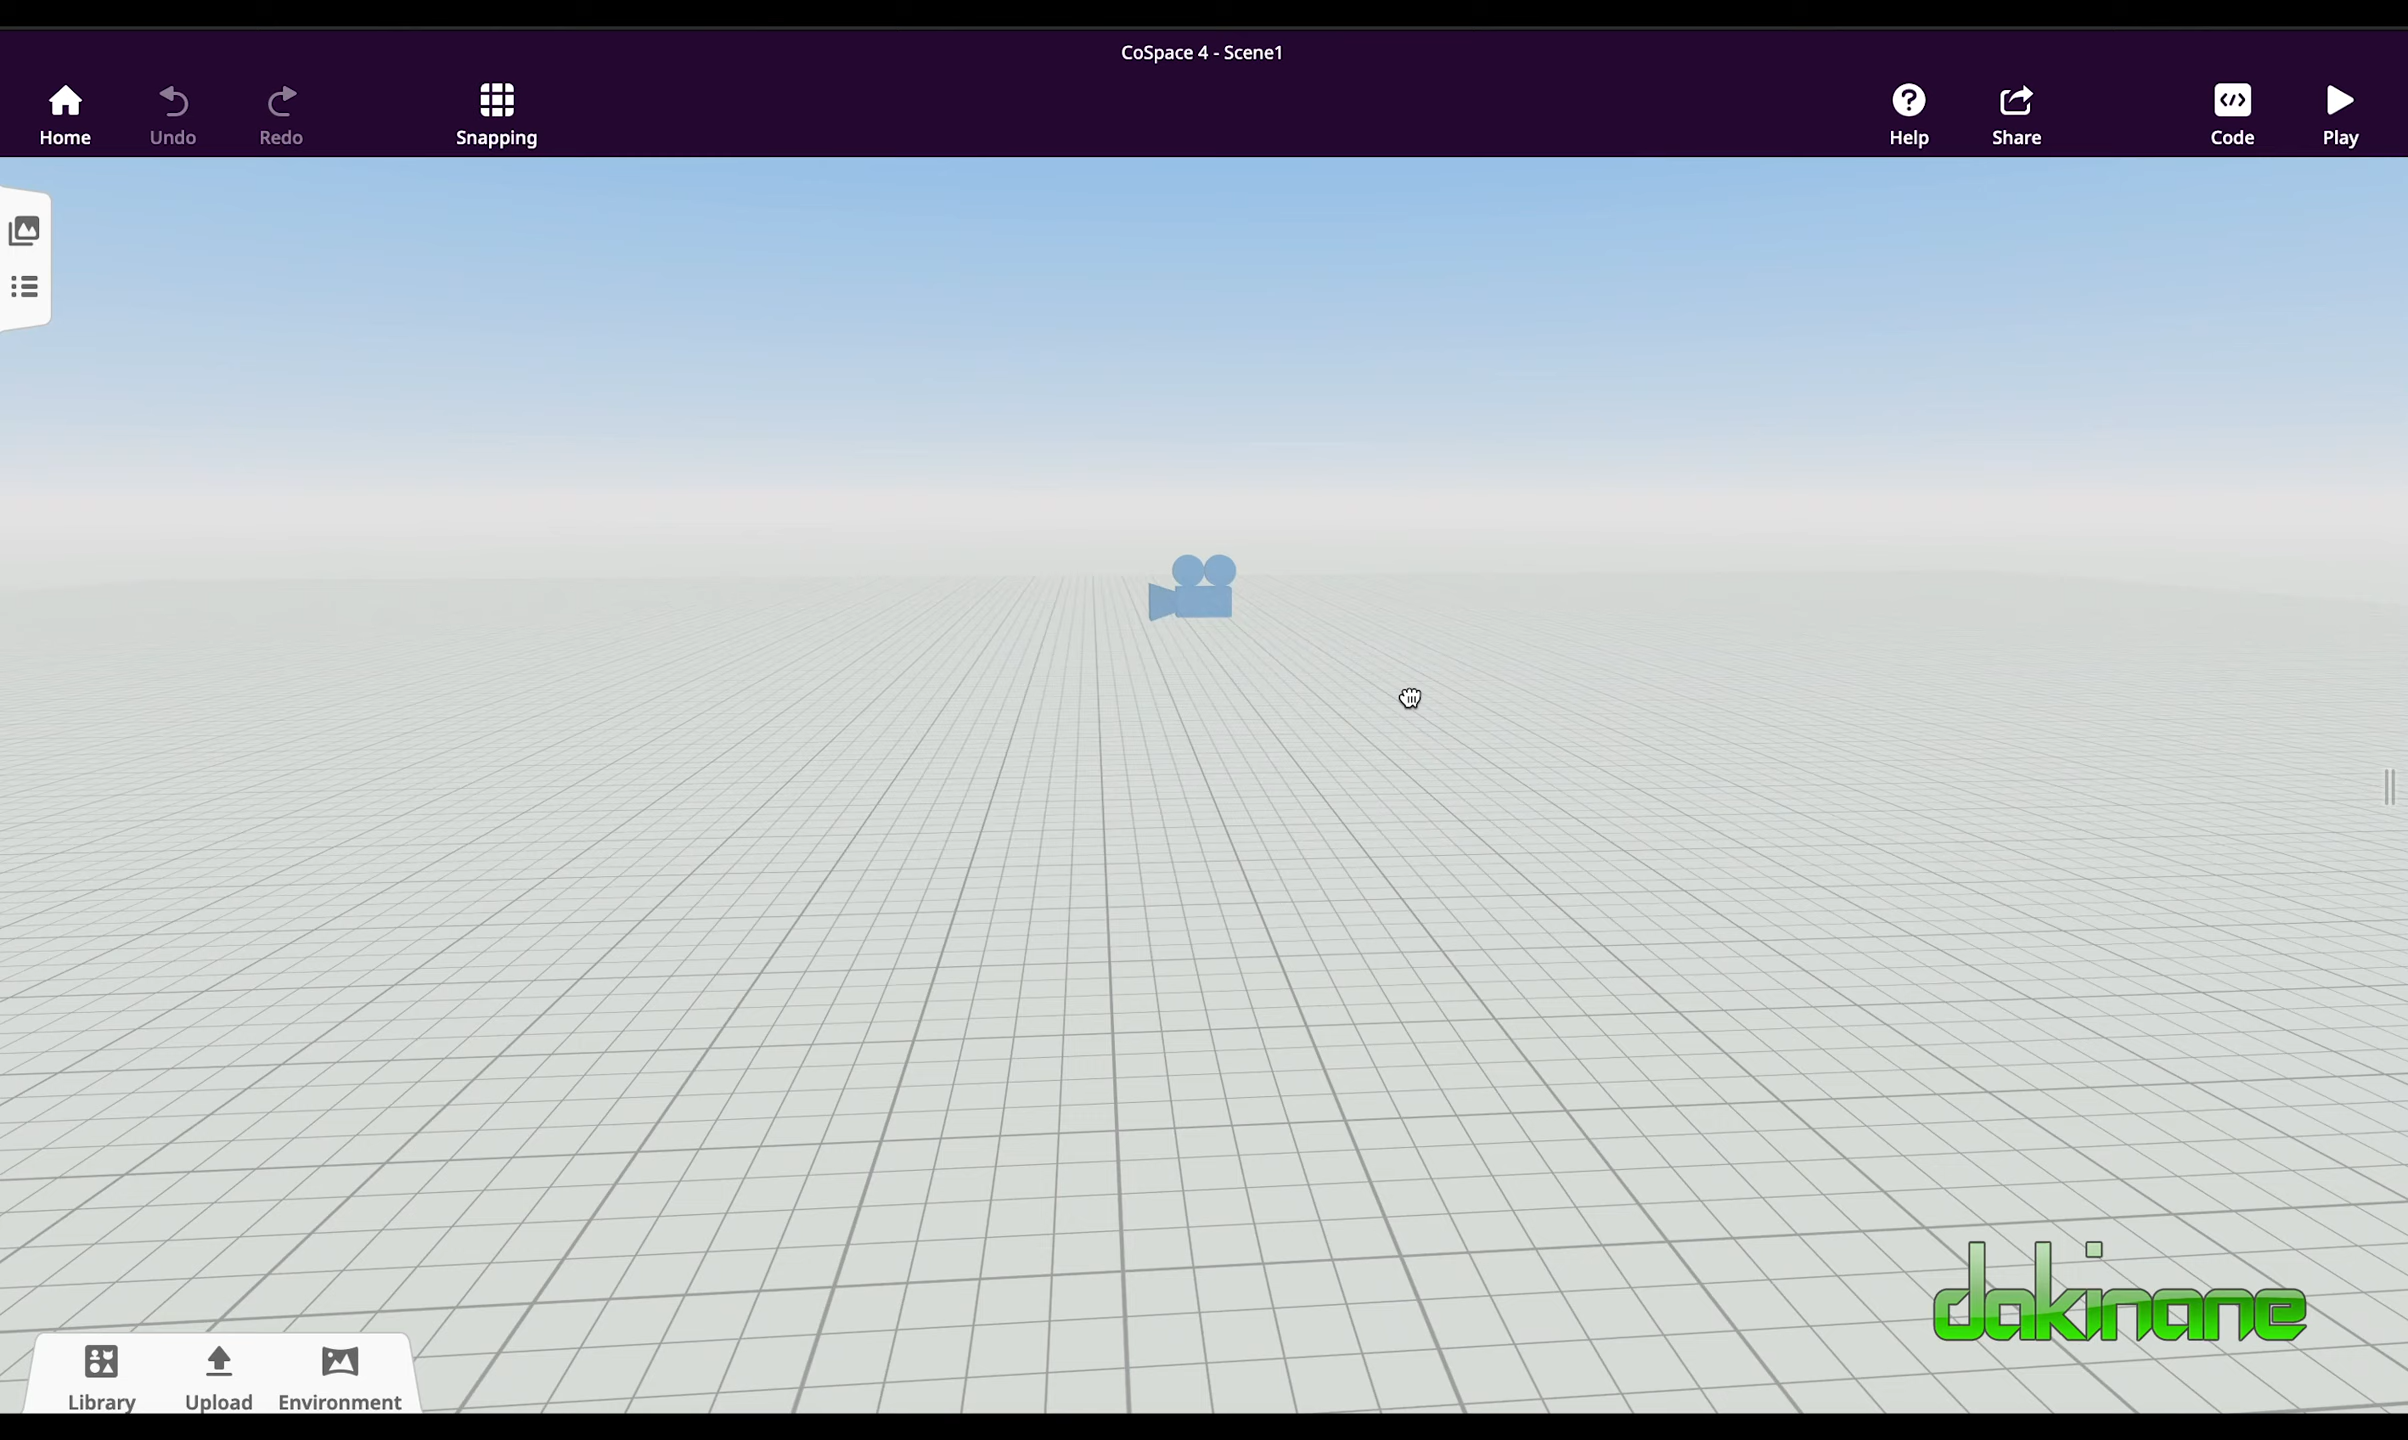 CoSpace 4 - Scene1
Home
Undo
Redo
Snapping
Help
Share
Code
Play
dakinane
Library
Upload
Environment